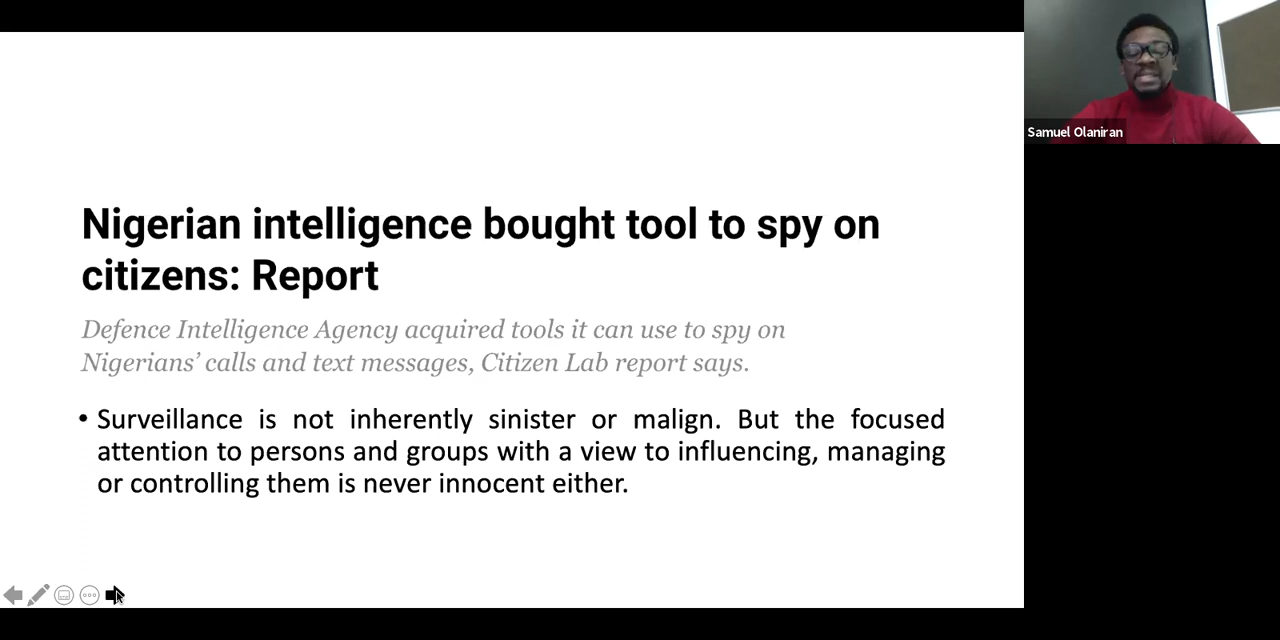 Nigerian intelligence bought tool to spy on
citizens: Report
Defence Intelligence Agency acquired tools it can use to spy on
Nigerians’ calls and text messages, Citizen Lab report says.
• Surveillance is not inherently sinister or malign. But the focused
attention to persons and groups with a view to influencing, managing
or controlling them is never innocent either.
Samuel Olaniran